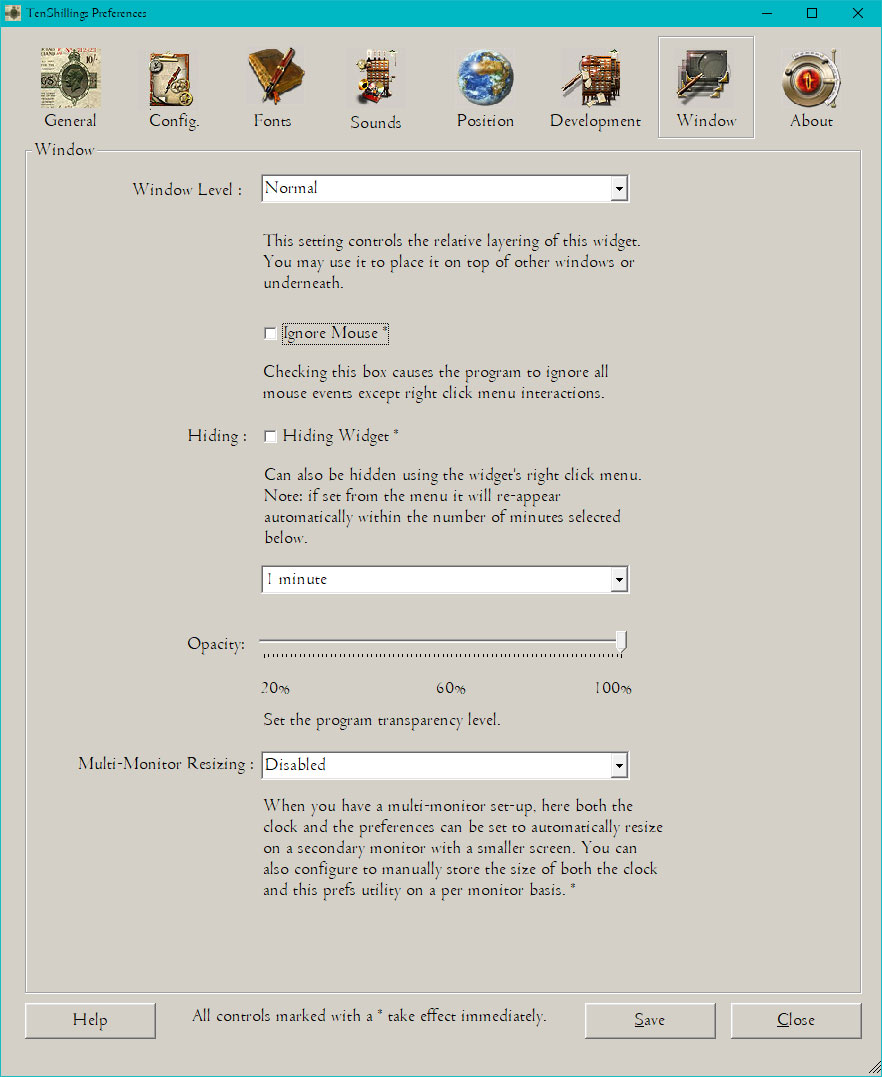 TenShillings Preferences
General
Config.
Fonts
Sounds
Position
Development
Window
About
Window
Window Level :
Normal
This setting controls the relative layering of this widget.
You may use it to place it on top of other windows or
underneath.
Ignore Mouse *
Checking this box causes the program to ignore all
mouse events except right click menu interactions.
Hiding :
Hiding Widget *
Can also be hidden using the widget's right click menu.
Note: if set from the menu it will re-appear
automatically within the number of minutes selected
below.
1 minute
Opacity:
20%
60%
100%
Set the program transparency level.
Multi-Monitor Resizing :
Disabled
When you have a multi-monitor set-up, here both the
clock and the preferences can be set to automatically resize
on a secondary monitor with a smaller screen. You can
also configure to manually store the size of both the clock
and this prefs utility on a per monitor basis. *
Help
All controls marked with a * take effect immediately.
Save
Close